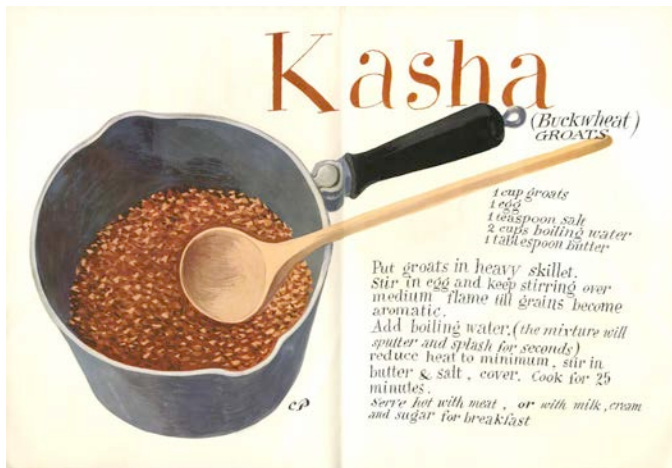 Kasha
(Buckwheat)
GROATS
1 cup groats
1 egg
1 teaspoon salt
2 cups boiling water
1 tablespoon butter
Put groats in heavy skillet.
Stir in egg and keep stirring over
medium flame till grains become
aromatic.
Add boiling water, (the mixture will
sputter and splash for seconds)
reduce heat to minimum, stir in
butter & salt, cover. Cook for 25
minutes.
Serve hot with meat, or with milk, cream
and sugar for breakfast
CP